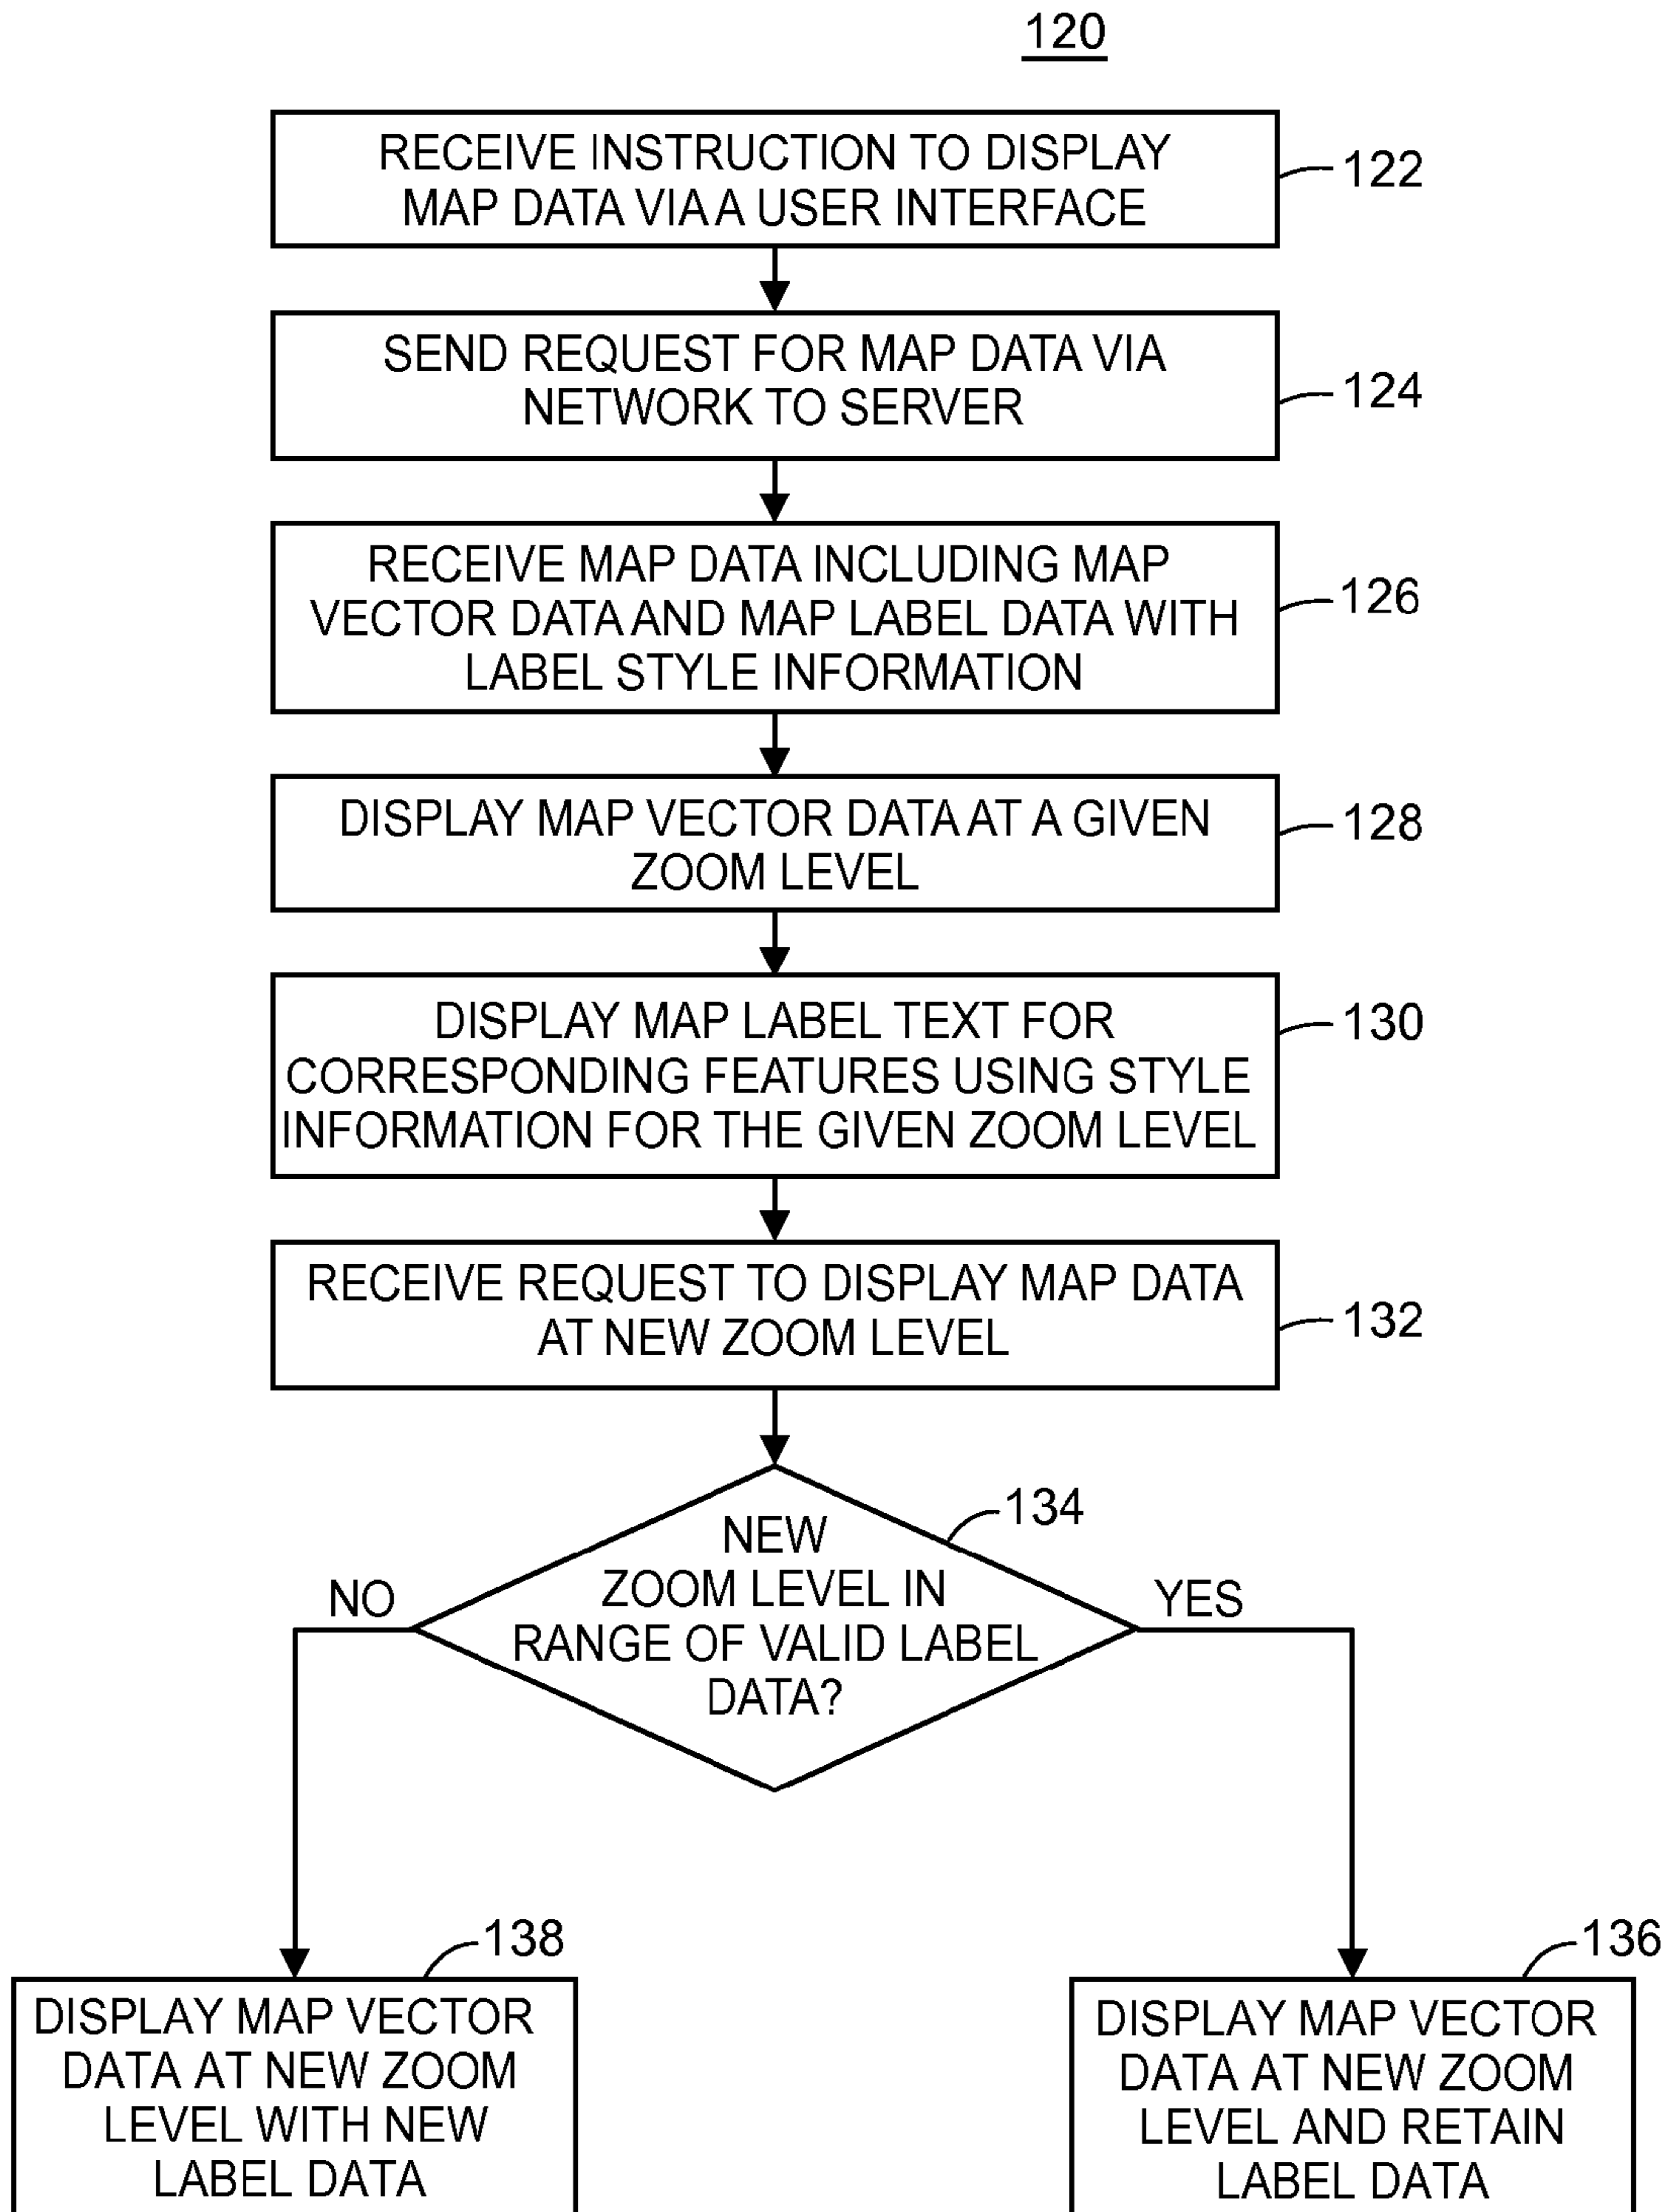 120
RECEIVE INSTRUCTION TO DISPLAY
MAP DATA VIA A USER INTERFACE
122
SEND REQUEST FOR MAP DATA VIA
NETWORK TO SERVER
124
RECEIVE MAP DATA INCLUDING MAP
VECTOR DATA AND MAP LABEL DATA WITH
LABEL STYLE INFORMATION
126
DISPLAY MAP VECTOR DATA AT A GIVEN
ZOOM LEVEL
128
DISPLAY MAP LABEL TEXT FOR
CORRESPONDING FEATURES USING STYLE
INFORMATION FOR THE GIVEN ZOOM LEVEL
130
RECEIVE REQUEST TO DISPLAY MAP DATA
AT NEW ZOOM LEVEL
132
134
NEW
ZOOM LEVEL IN
RANGE OF VALID LABEL
DATA?
NO
YES
138
DISPLAY MAP VECTOR
DATA AT NEW ZOOM
LEVEL WITH NEW
LABEL DATA
136
DISPLAY MAP VECTOR
DATA AT NEW ZOOM
LEVEL AND RETAIN
LABEL DATA